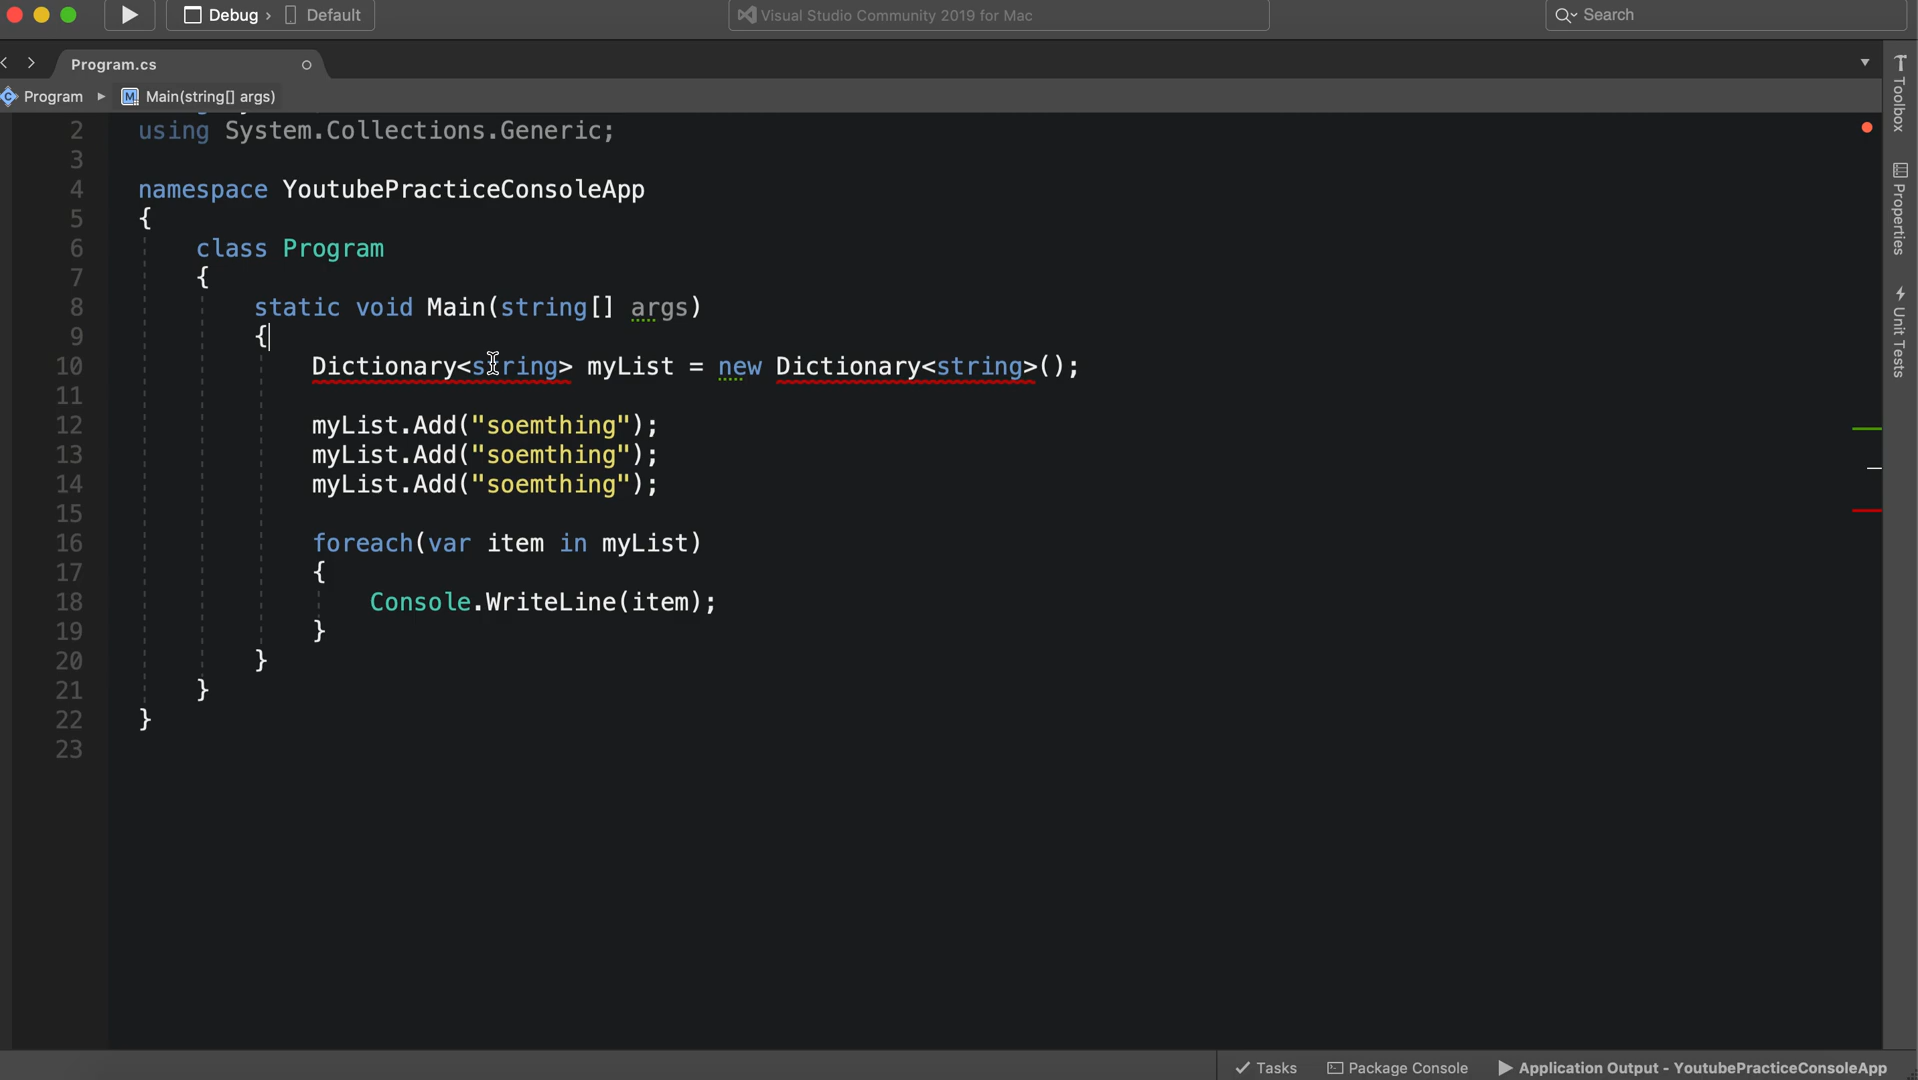 Debug › Default
Visual Studio Community 2019 for Mac
Search
Program.cs
Program ▸ M Main(string[] args)
2 using System.Collections.Generic;
3
4 namespace YoutubePracticeConsoleApp
5 {
6 class Program
7 {
8 static void Main(string[] args)
9 {
10 Dictionary<string> myList = new Dictionary<string>();
11
12 myList.Add("soemthing");
13 myList.Add("soemthing");
14 myList.Add("soemthing");
15
16 foreach(var item in myList)
17 {
18 Console.WriteLine(item);
19 }
20 }
21 }
22 }
23
Toolbox
Properties
Unit Tests
Tasks
Package Console
Application Output - YoutubePracticeConsoleApp